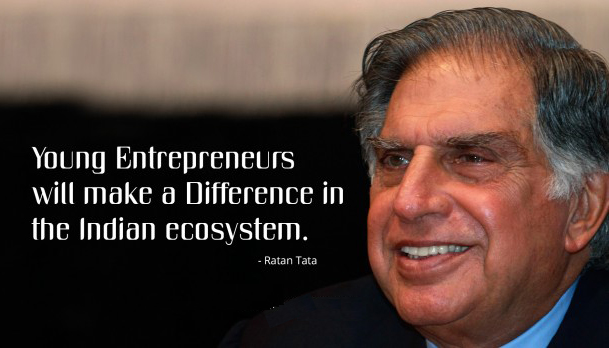 Young Entrepreneurs
will make a Difference in
the Indian ecosystem.
- Ratan Tata